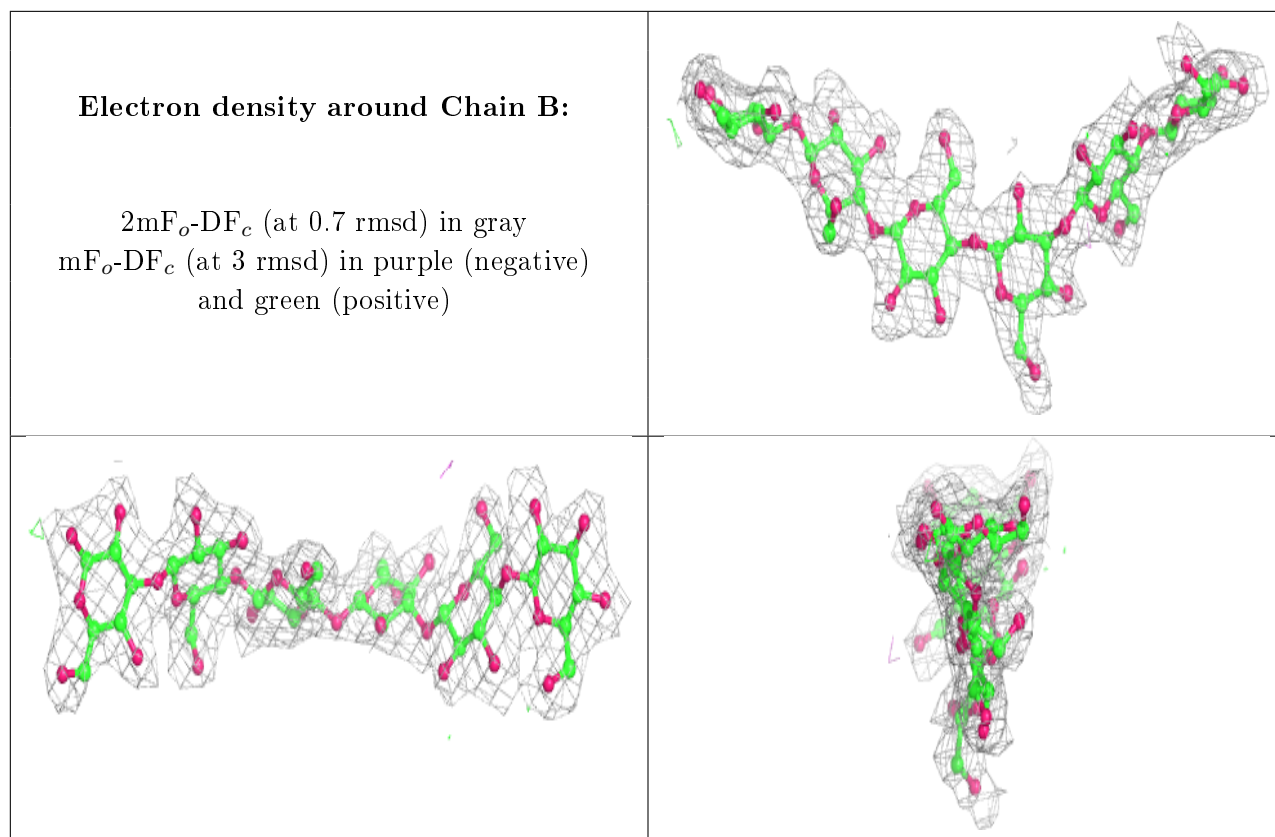 Electron density around Chain B:
2mFₒ-DF𝒸 (at 0.7 rmsd) in gray
mFₒ-DF𝒸 (at 3 rmsd) in purple (negative)
and green (positive)